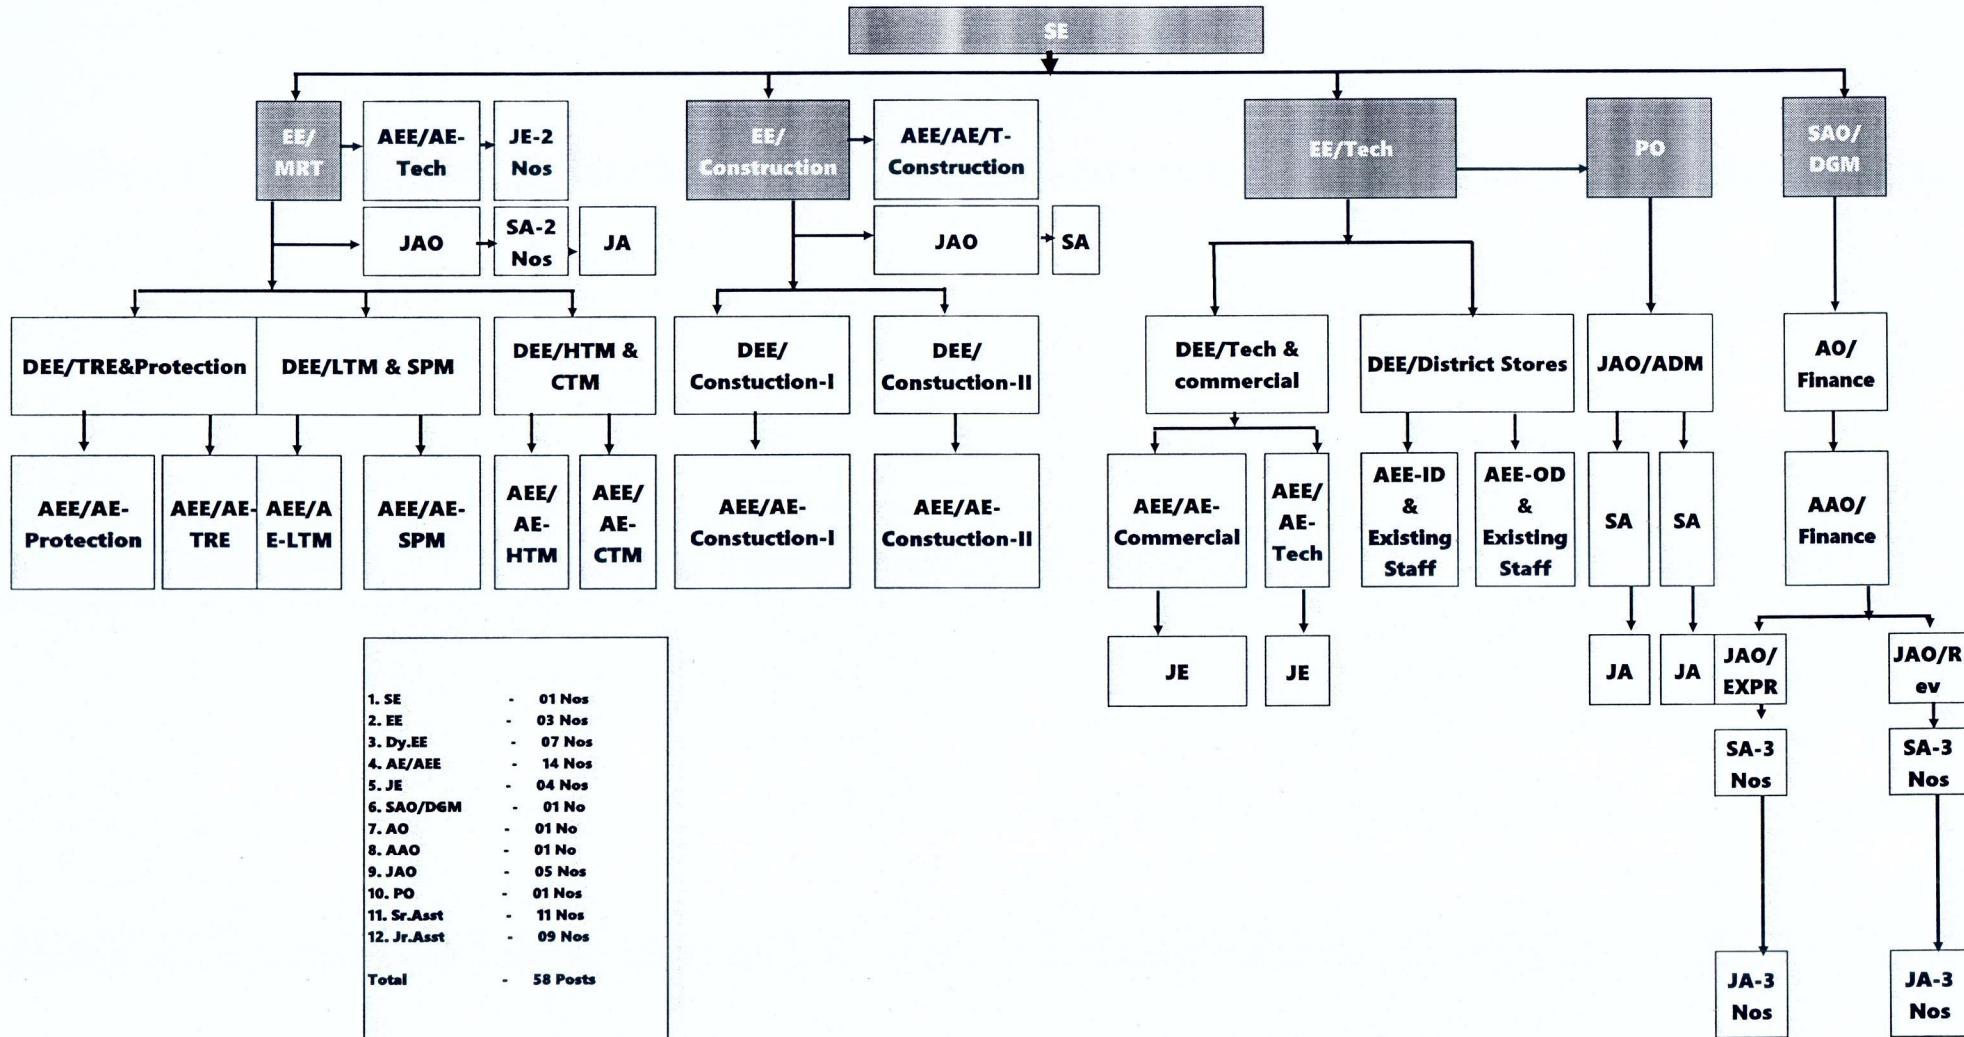 SE
EE/
MRT
AEE/AE-
Tech
JE-2
Nos
EE/
Construction
AEE/AE/T-
Construction
EE/Tech
PO
SAO/
DGM
JAO
SA-2
Nos
JA
JAO
SA
DEE/TRE&Protection
DEE/LTM & SPM
DEE/HTM &
CTM
DEE/
Constuction-I
DEE/
Constuction-II
DEE/Tech &
commercial
DEE/District Stores
JAO/ADM
AO/
Finance
AEE/AE-
Protection
AEE/AE-
TRE
AEE/A
E-LTM
AEE/AE-
SPM
AEE/
AE-
HTM
AEE/
AE-
CTM
AEE/AE-
Constuction-I
AEE/AE-
Constuction-II
AEE/AE-
Commercial
AEE/
AE-
Tech
AEE-ID
&
Existing
Staff
AEE-OD
&
Existing
Staff
SA
SA
AAO/
Finance
JE
JE
JA
JA
JAO/
EXPR
JAO/R
ev
SA-3
Nos
SA-3
Nos
JA-3
Nos
JA-3
Nos
1. SE - 01 Nos
2. EE - 03 Nos
3. Dy.EE - 07 Nos
4. AE/AEE - 14 Nos
5. JE - 04 Nos
6. SAO/DGM - 01 No
7. AO - 01 No
8. AAO - 01 No
9. JAO - 05 Nos
10. PO - 01 Nos
11. Sr.Asst - 11 Nos
12. Jr.Asst - 09 Nos
Total - 58 Posts